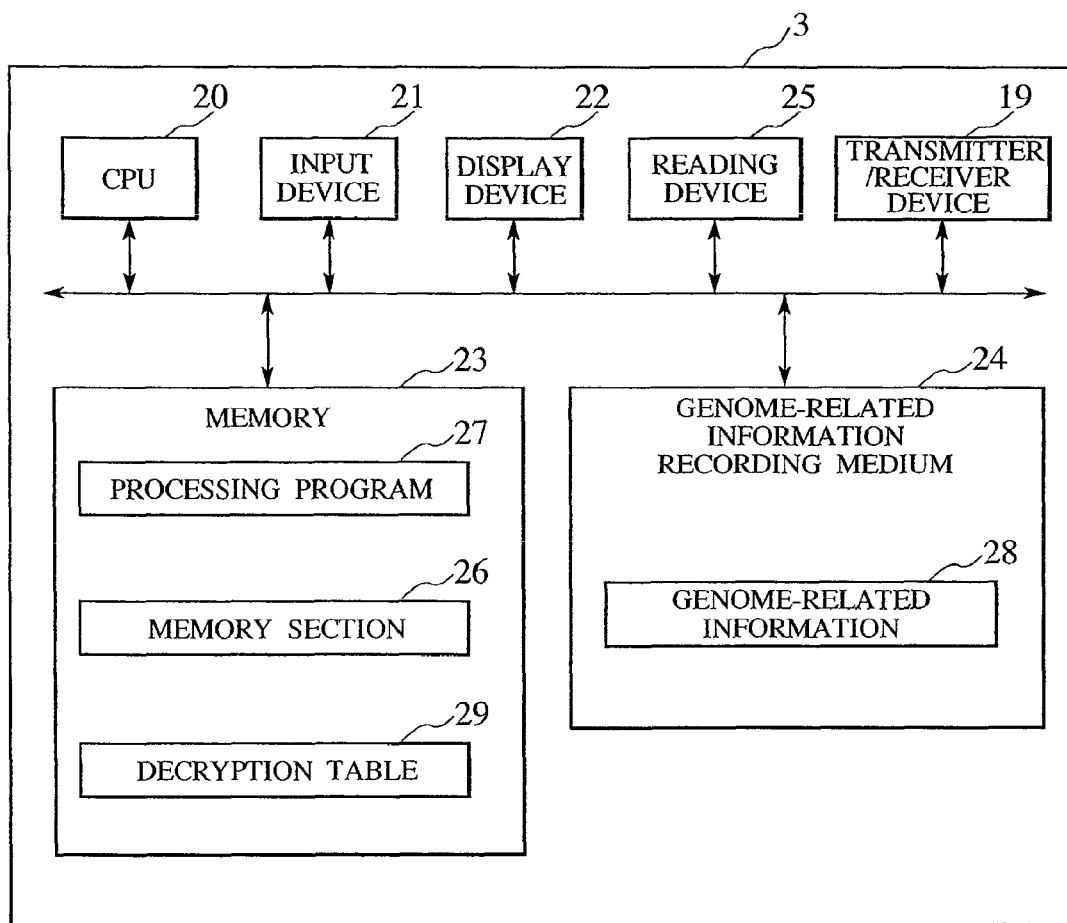 3
20 21 22 25 19
CPU
INPUT
DEVICE
DISPLAY
DEVICE
READING
DEVICE
TRANSMITTER
/RECEIVER
DEVICE
23
MEMORY
27
PROCESSING PROGRAM
26
MEMORY SECTION
29
DECRYPTION TABLE
24
GENOME-RELATED
INFORMATION
RECORDING MEDIUM
28
GENOME-RELATED
INFORMATION